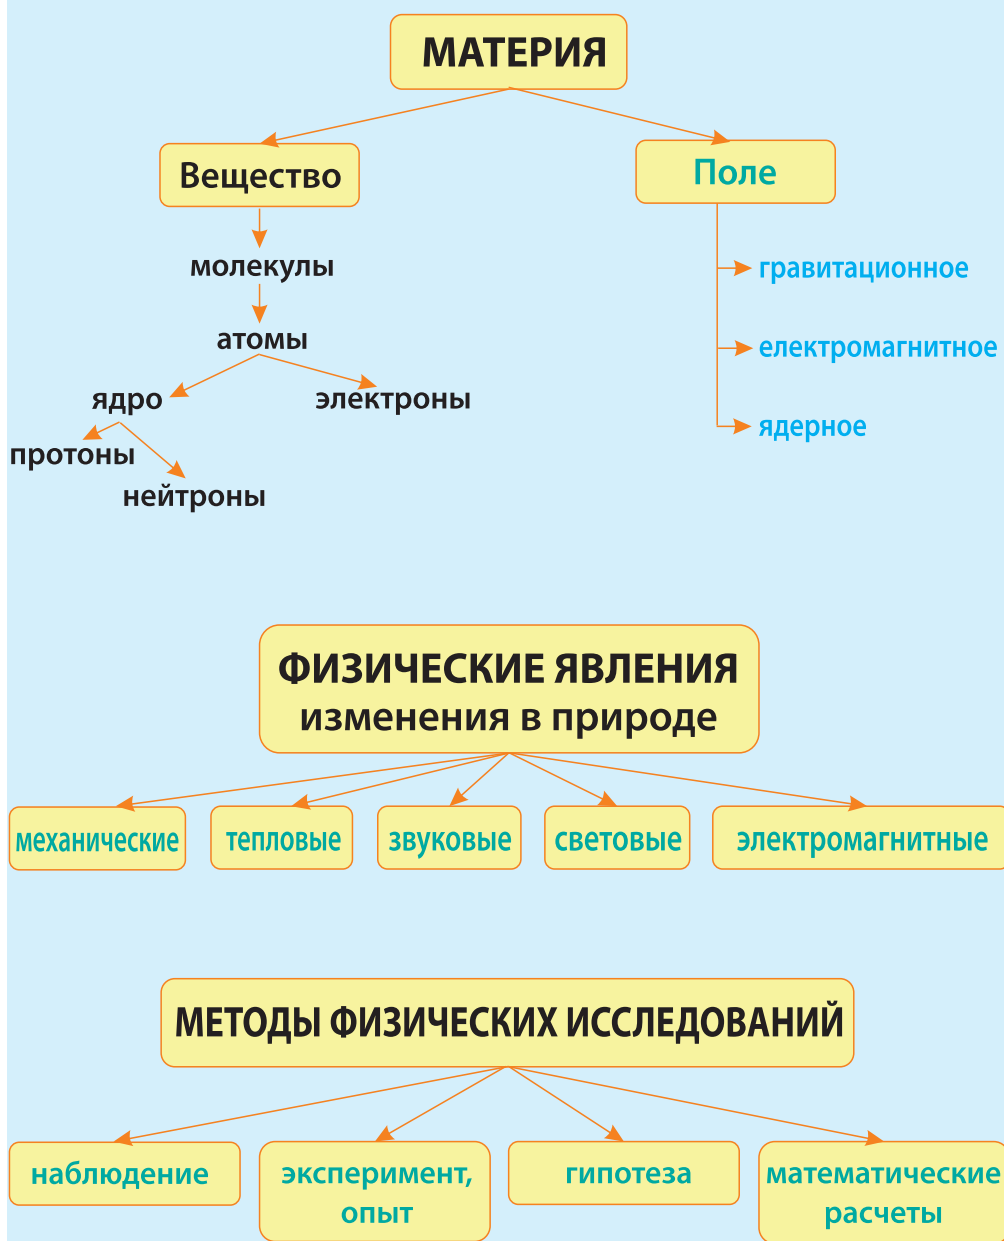 МАТЕРИЯ
Вещество
молекулы
атомы
ядро
электроны
протоны
нейтроны
Поле
гравитационное
електромагнитное
ядерное
ФИЗИЧЕСКИЕ ЯВЛЕНИЯ
изменения в природе
механические
тепловые
звуковые
световые
электромагнитные
МЕТОДЫ ФИЗИЧЕСКИХ ИССЛЕДОВАНИЙ
наблюдение
эксперимент,
опыт
гипотеза
математические
расчеты